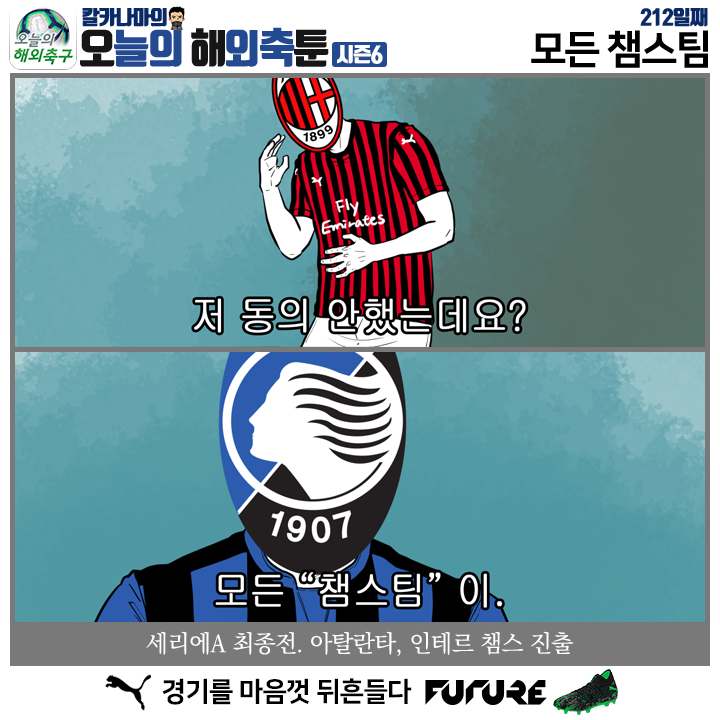 오늘의
해외축구
칼카나마의
오늘의 해외축툰
시즌6
212일째
모든 챔스팀
1899
Fly
Emirates
저 동의 안했는데요?
1907
모든 “챔스팀” 이.
세리에A 최종전. 아탈란타, 인테르 챔스 진출
경기를 마음껏 뒤흔들다 FUTURE